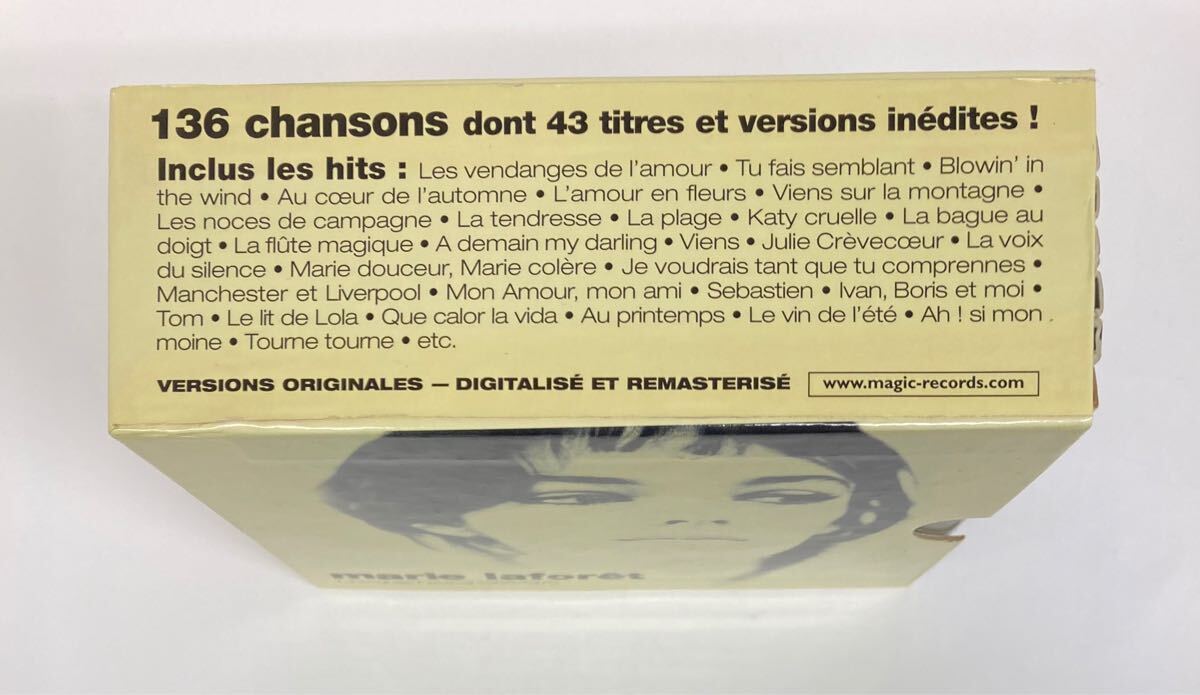 136 chansons dont 43 titres et versions inédites !
Inclus les hits : Les vendanges de l'amour • Tu fais semblant • Blowin' in
the wind • Au cœur de l'automne • L'amour en fleurs • Viens sur la montagne •
Les noces de campagne • La tendresse • La plage • Katy cruelle • La bague au
doigt • La flûte magique • A demain my darling • Viens • Julie Crèvecœur • La voix
du silence • Marie douceur, Marie colère • Je voudrais tant que tu comprennes •
Manchester et Liverpool • Mon Amour, mon ami • Sebastien • Ivan, Boris et moi •
Tom • Le lit de Lola • Que calor la vida • Au printemps • Le vin de l'été • Ah ! si mon
moine • Tourne tourne • etc.
VERSIONS ORIGINALES — DIGITALISÉ ET REMASTERISÉ www.magic-records.com
marie laforêt